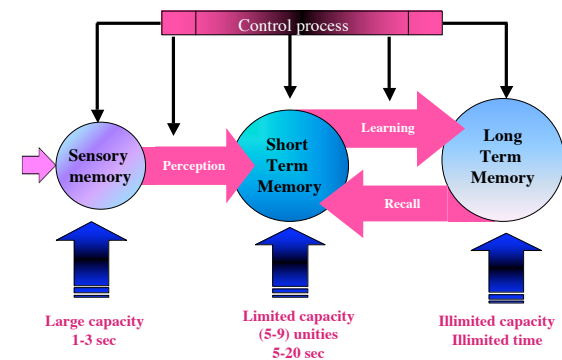 Control process
Sensory
memory
Perception
Short
Term
Memory
Learning
Recall
Long
Term
Memory
Large capacity
1-3 sec
Limited capacity
(5-9) unities
5-20 sec
Illimited capacity
Illimited time